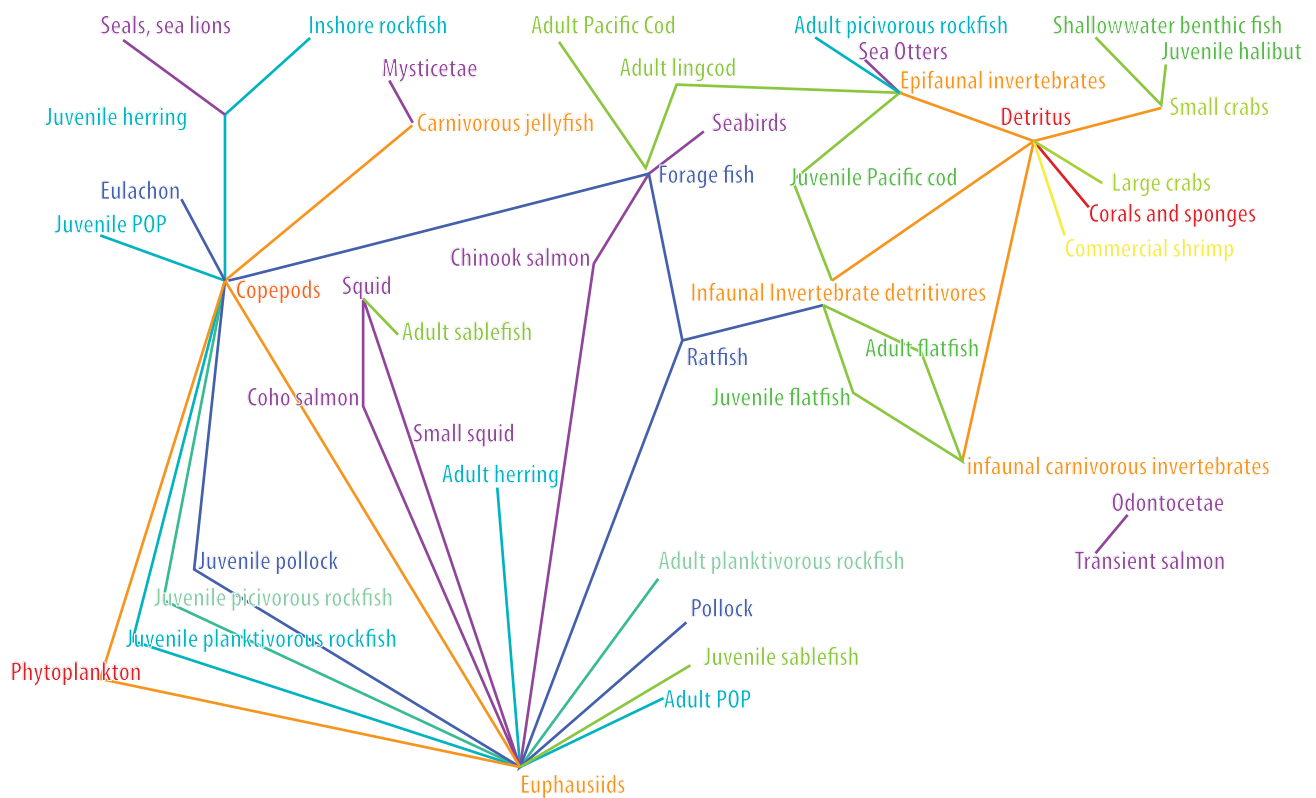 Seals, sea lions
Inshore rockfish
Adult Pacific Cod
Adult picivorous rockfish
Shallowwater benthic fish
Sea Otters
Juvenile halibut
Mysticetae
Adult lingcod
Epifaunal invertebrates
Small crabs
Juvenile herring
Carnivorous jellyfish
Seabirds
Detritus
Eulachon
Forage fish
Juvenile Pacific cod
Large crabs
Juvenile POP
Corals and sponges
Commercial shrimp
Chinook salmon
Copepods
Squid
Infaunal Invertebrate detritivores
Adult sablefish
Ratfish
Adult flatfish
Coho salmon
Juvenile flatfish
Small squid
Adult herring
infaunal carnivorous invertebrates
Odontocetae
Juvenile pollock
Adult planktivorous rockfish
Transient salmon
Juvenile picivorous rockfish
Pollock
Juvenile planktivorous rockfish
Juvenile sablefish
Phytoplankton
Adult POP
Euphausiids